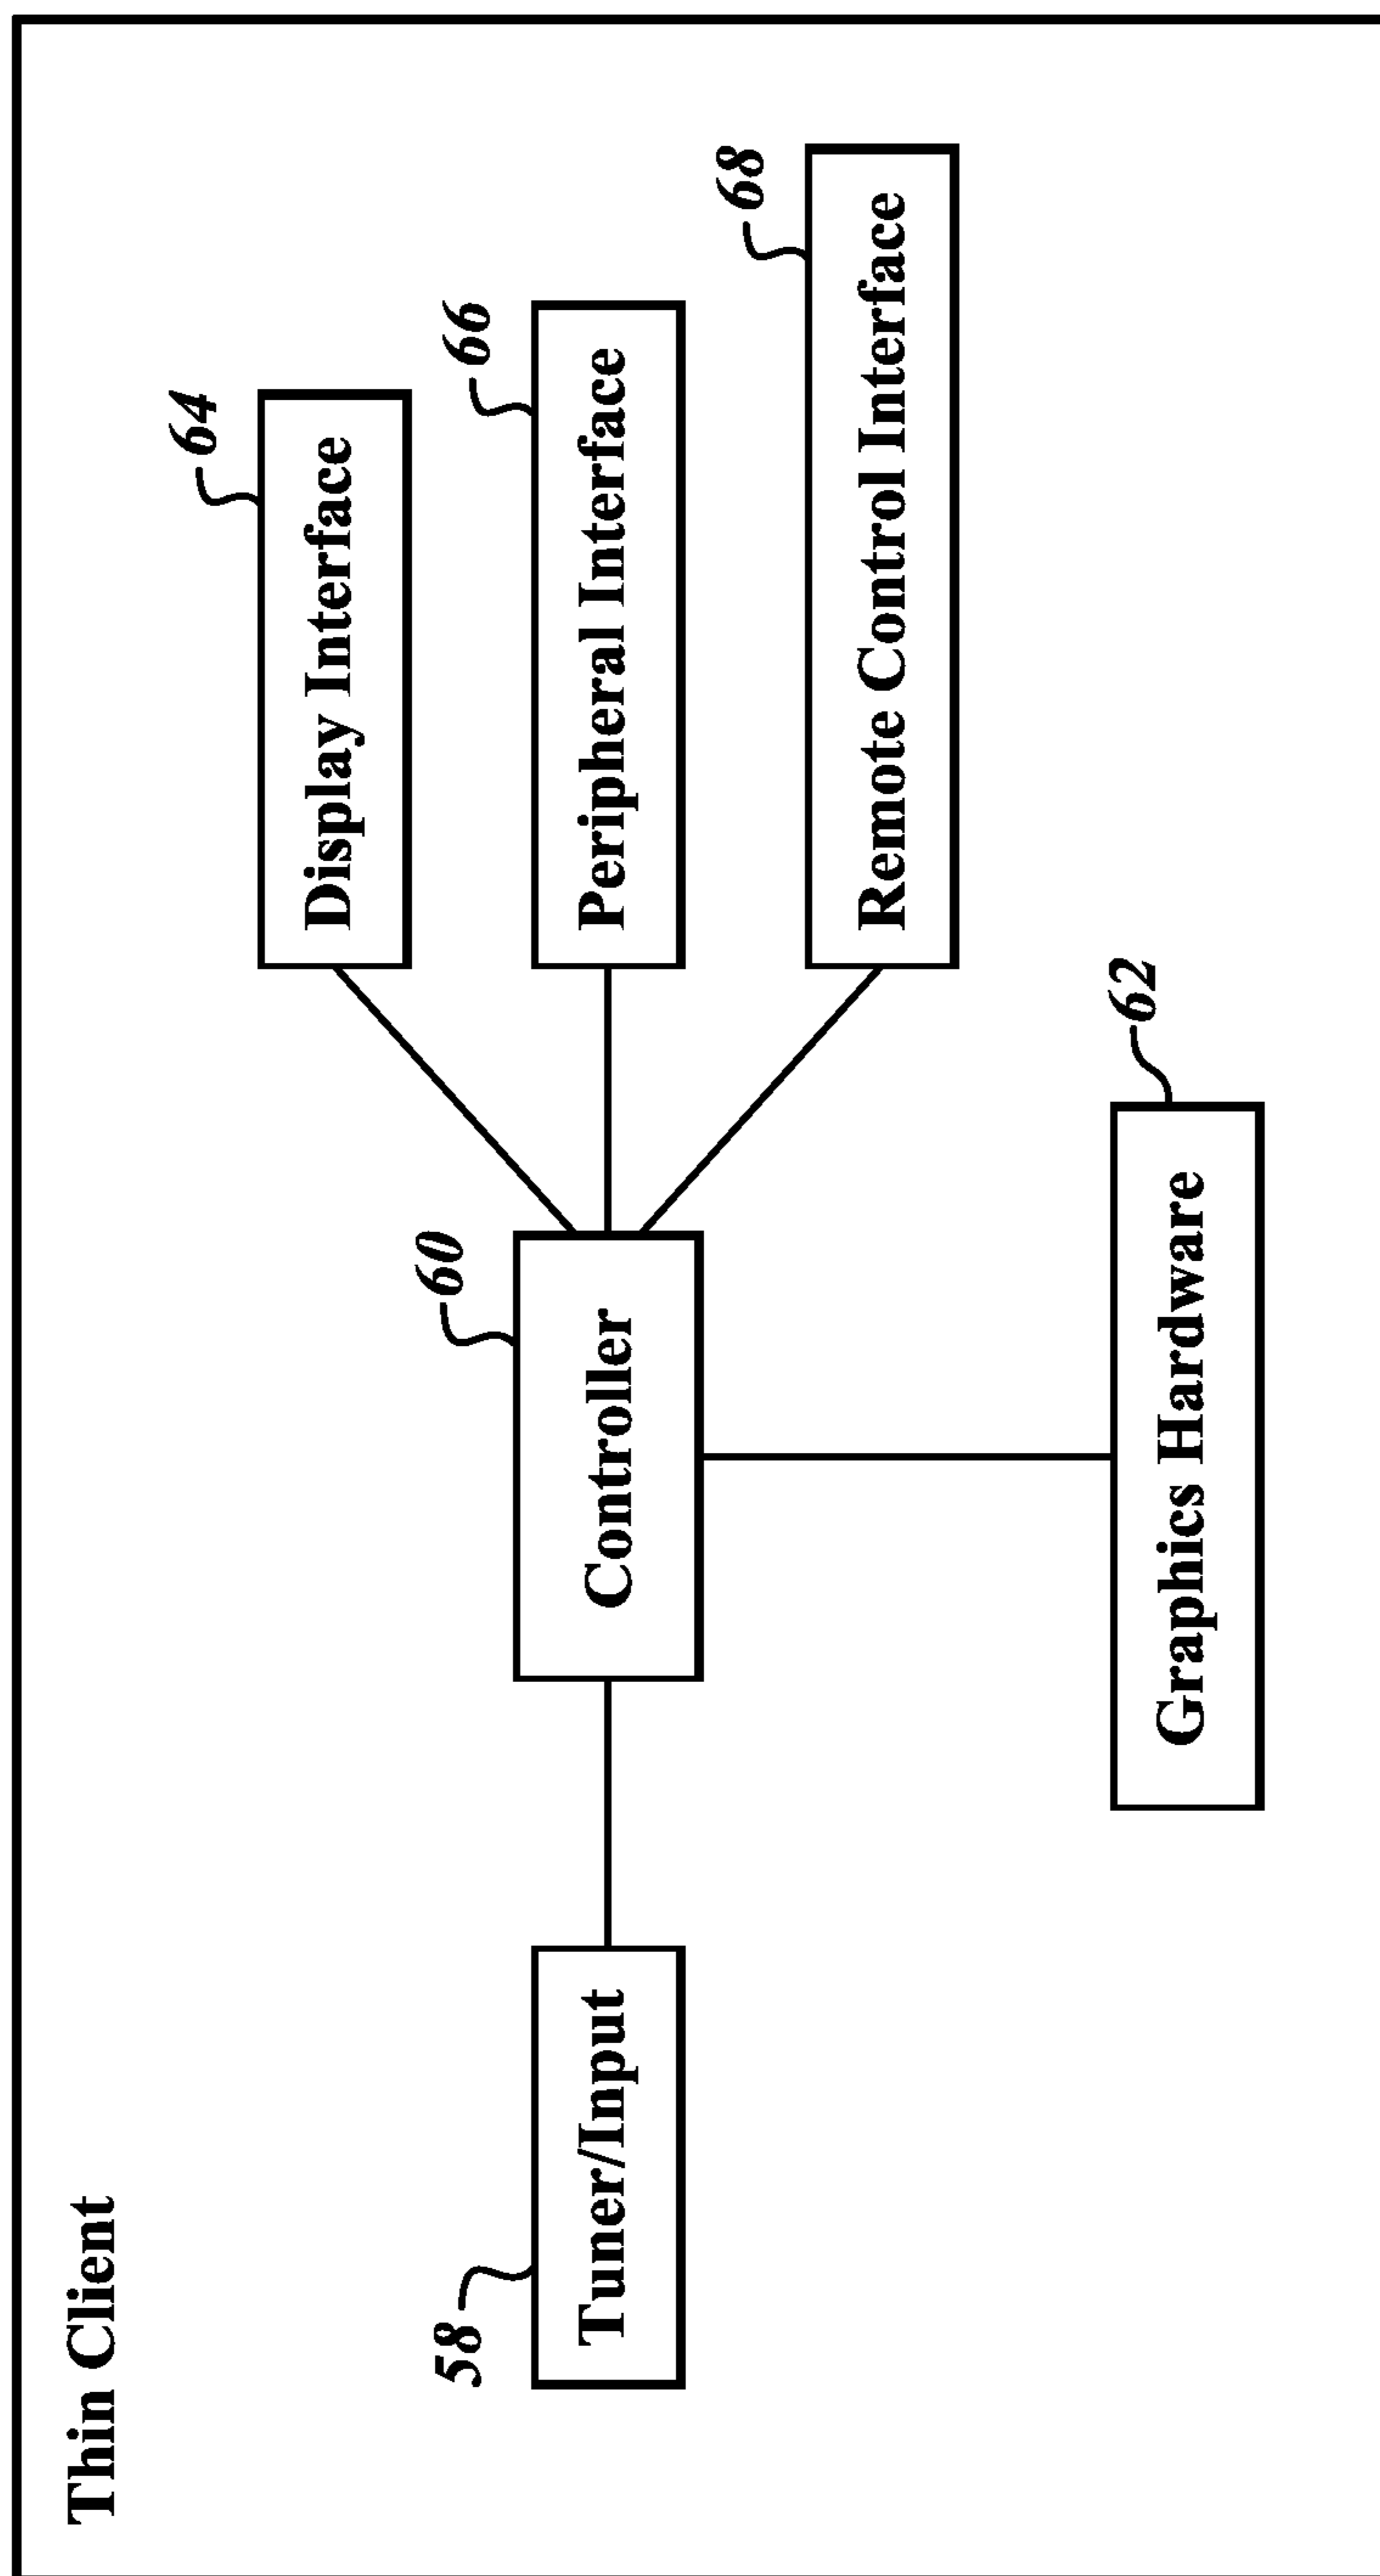 Thin Client
64
Display Interface
60
66
58
Tuner/Input
Controller
Peripheral Interface
68
Remote Control Interface
62
Graphics Hardware